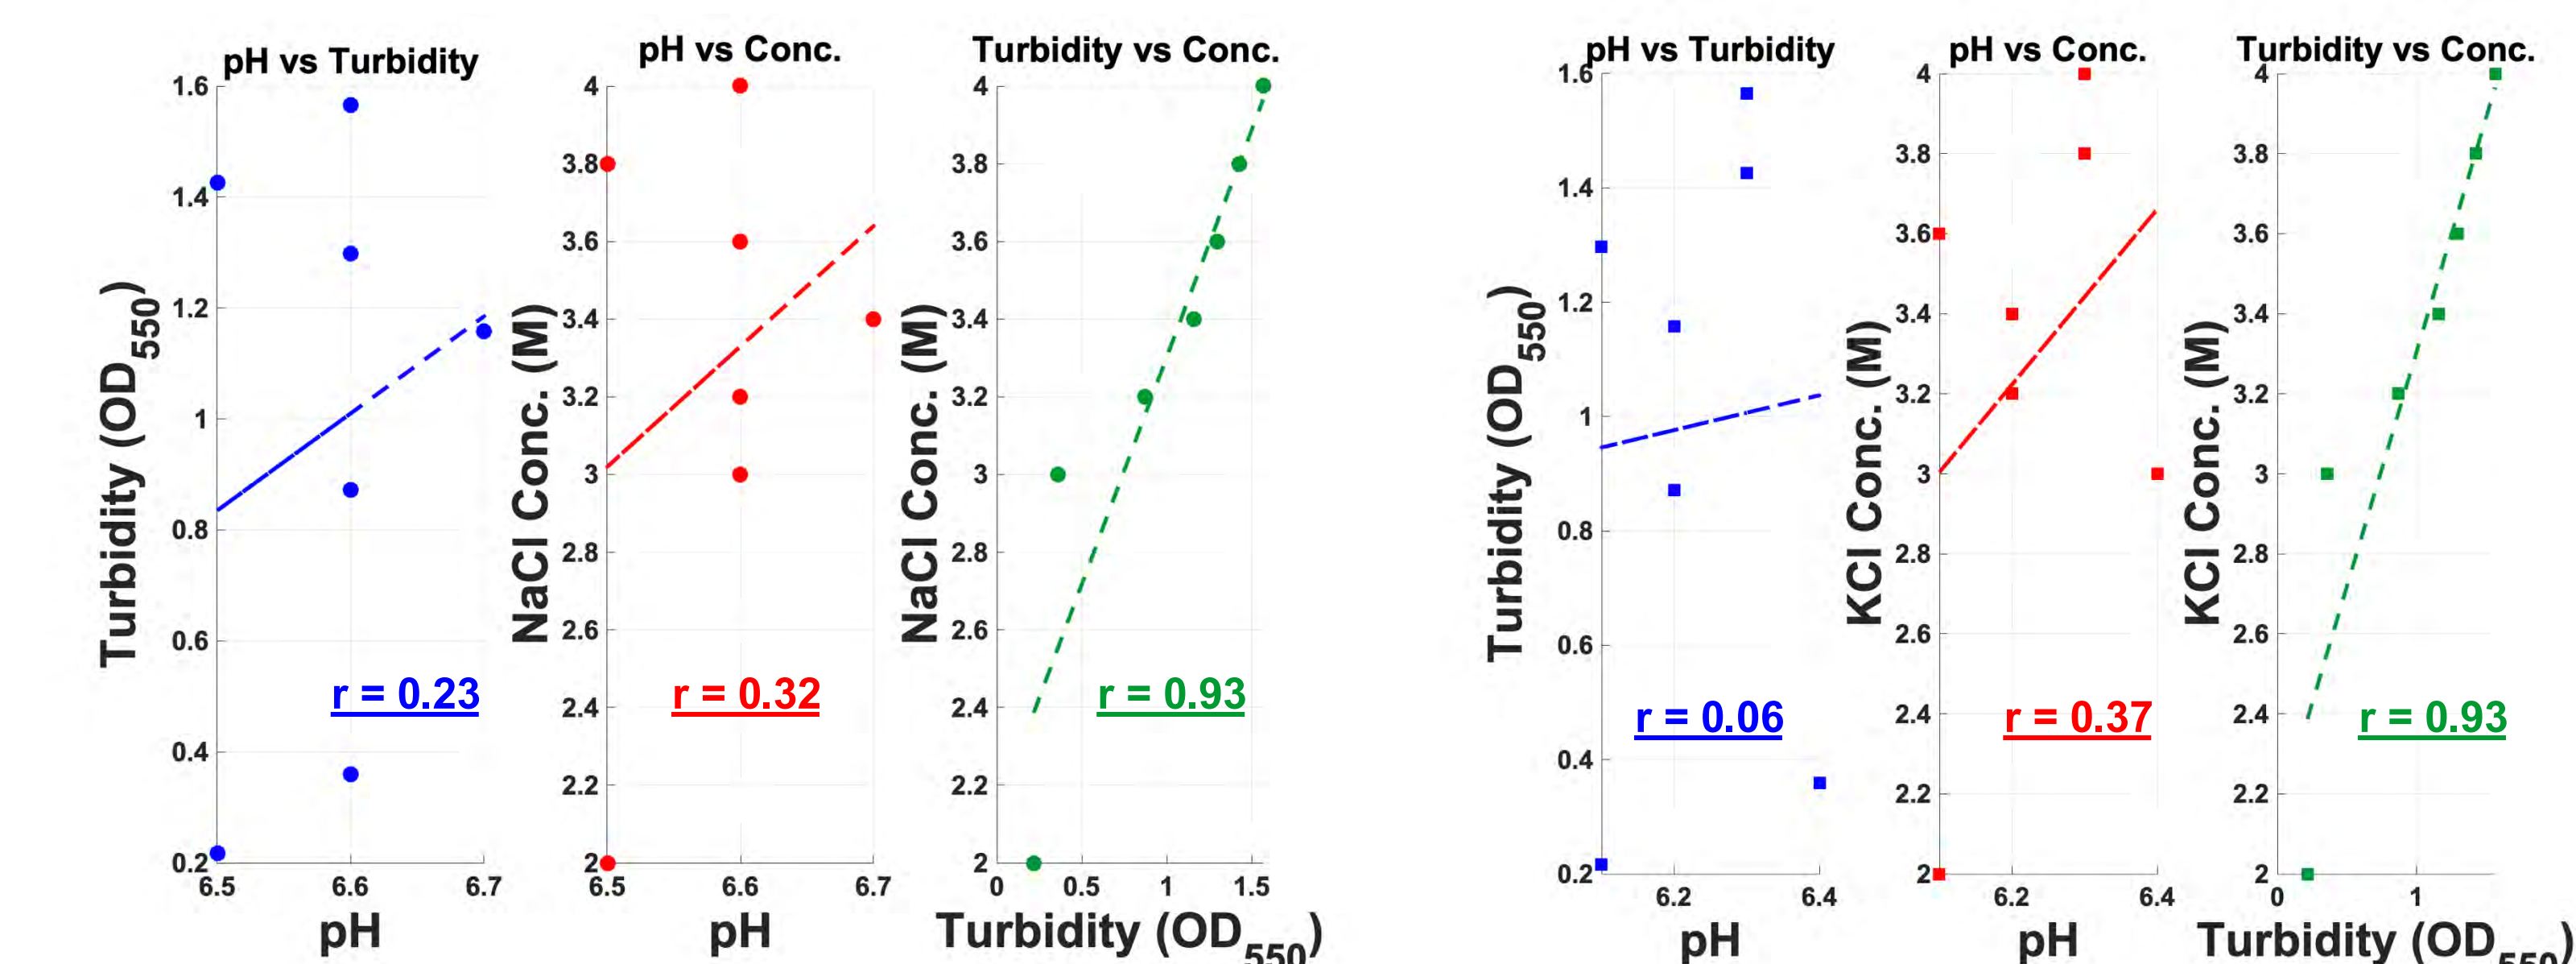 pH vs Turbidity
1.6
1.4
1.2
1
0.8
0.6
0.4
0.2
6.5 6.6 6.7
pH
Turbidity (OD550)
r = 0.23
pH vs Conc.
4
3.8
3.6
3.4
3.2
3
2.8
2.6
2.4
2.2
2
6.5 6.6 6.7
pH
NaCl Conc. (M)
r = 0.32
Turbidity vs Conc.
4
3.8
3.6
3.4
3.2
3
2.8
2.6
2.4
2.2
2
0 0.5 1 1.5
Turbidity (OD550)
NaCl Conc. (M)
r = 0.93
pH vs Turbidity
1.6
1.4
1.2
1
0.8
0.6
0.4
0.2
6.2 6.4
pH
Turbidity (OD550)
r = 0.06
pH vs Conc.
4
3.8
3.6
3.4
3.2
3
2.8
2.6
2.4
2.2
2
6.2 6.4
pH
KCl Conc. (M)
r = 0.37
Turbidity vs Conc.
4
3.8
3.6
3.4
3.2
3
2.8
2.6
2.4
2.2
2
0 1
Turbidity (OD550)
KCl Conc. (M)
r = 0.93